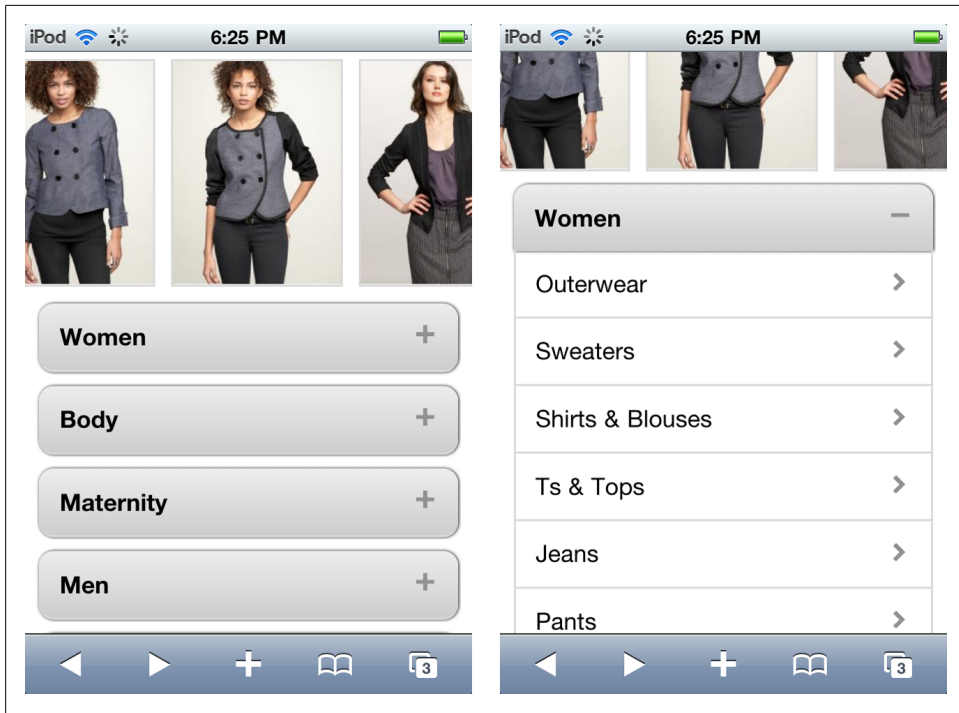 iPod 6:25 PM
Women
Body
Maternity
Men
3
iPod 6:25 PM
Women
Outerwear
Sweaters
Shirts & Blouses
Ts & Tops
Jeans
Pants
3